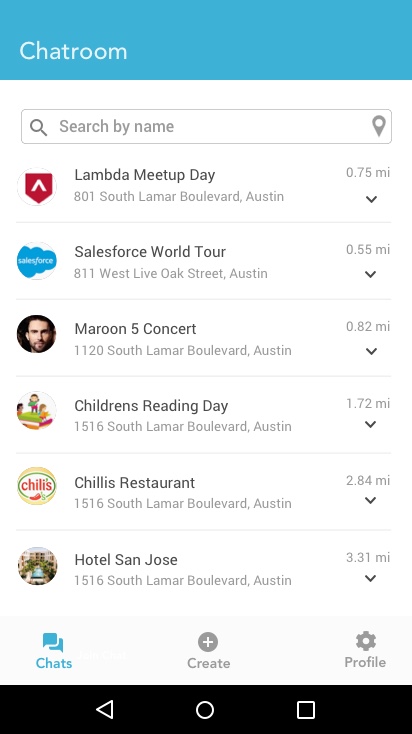 Chatroom
Search by name
Lambda Meetup Day
0.75 mi
801 South Lamar Boulevard, Austin
salesforce
Salesforce World Tour
0.55 mi
811 West Live Oak Street, Austin
Maroon 5 Concert
0.82 mi
1120 South Lamar Boulevard, Austin
Childrens Reading Day
1.72 mi
1516 South Lamar Boulevard, Austin
chili's
Chillis Restaurant
2.84 mi
1516 South Lamar Boulevard, Austin
Hotel San Jose
3.31 mi
1516 South Lamar Boulevard, Austin
Chats
Create
Profile